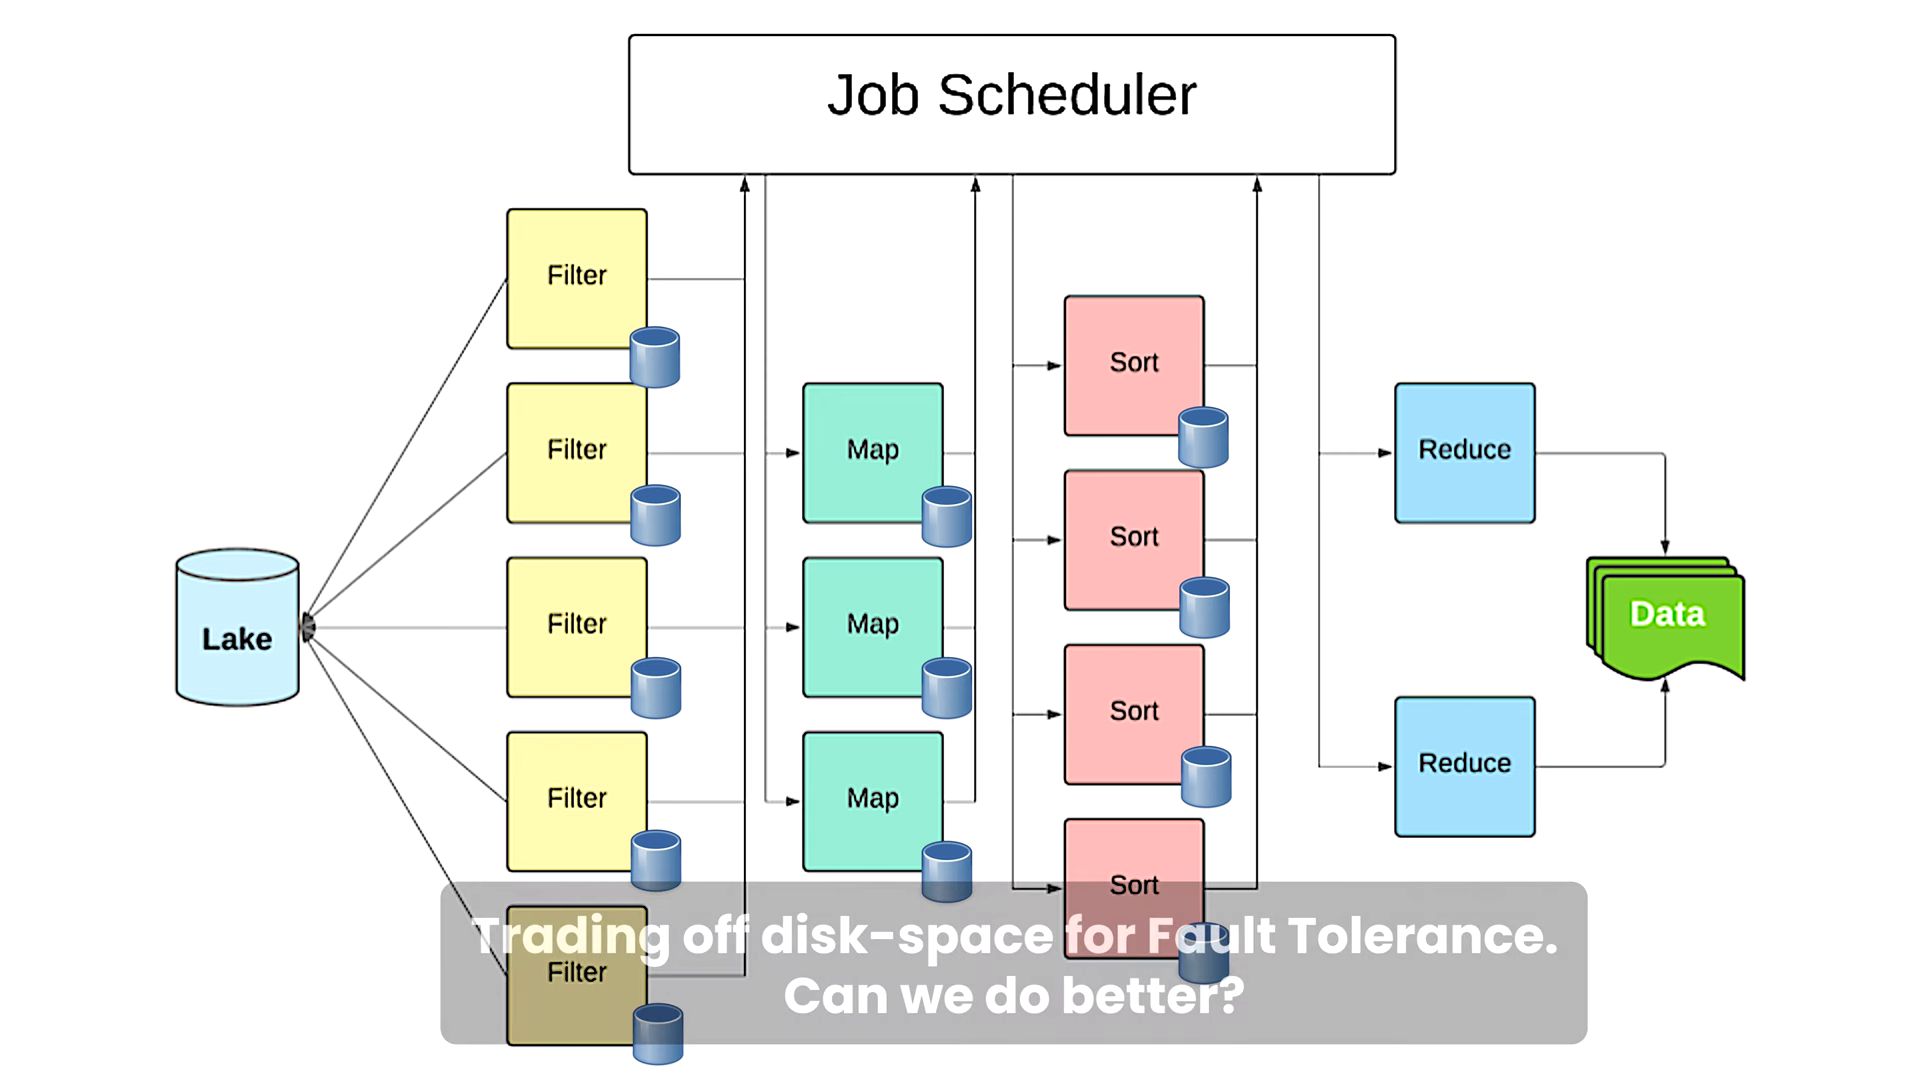 Job Scheduler
Filter
Filter
Filter
Filter
Filter
Map
Map
Map
Sort
Sort
Sort
Sort
Reduce
Reduce
Lake
Data
Trading off disk-space for Fault Tolerance.
Can we do better?